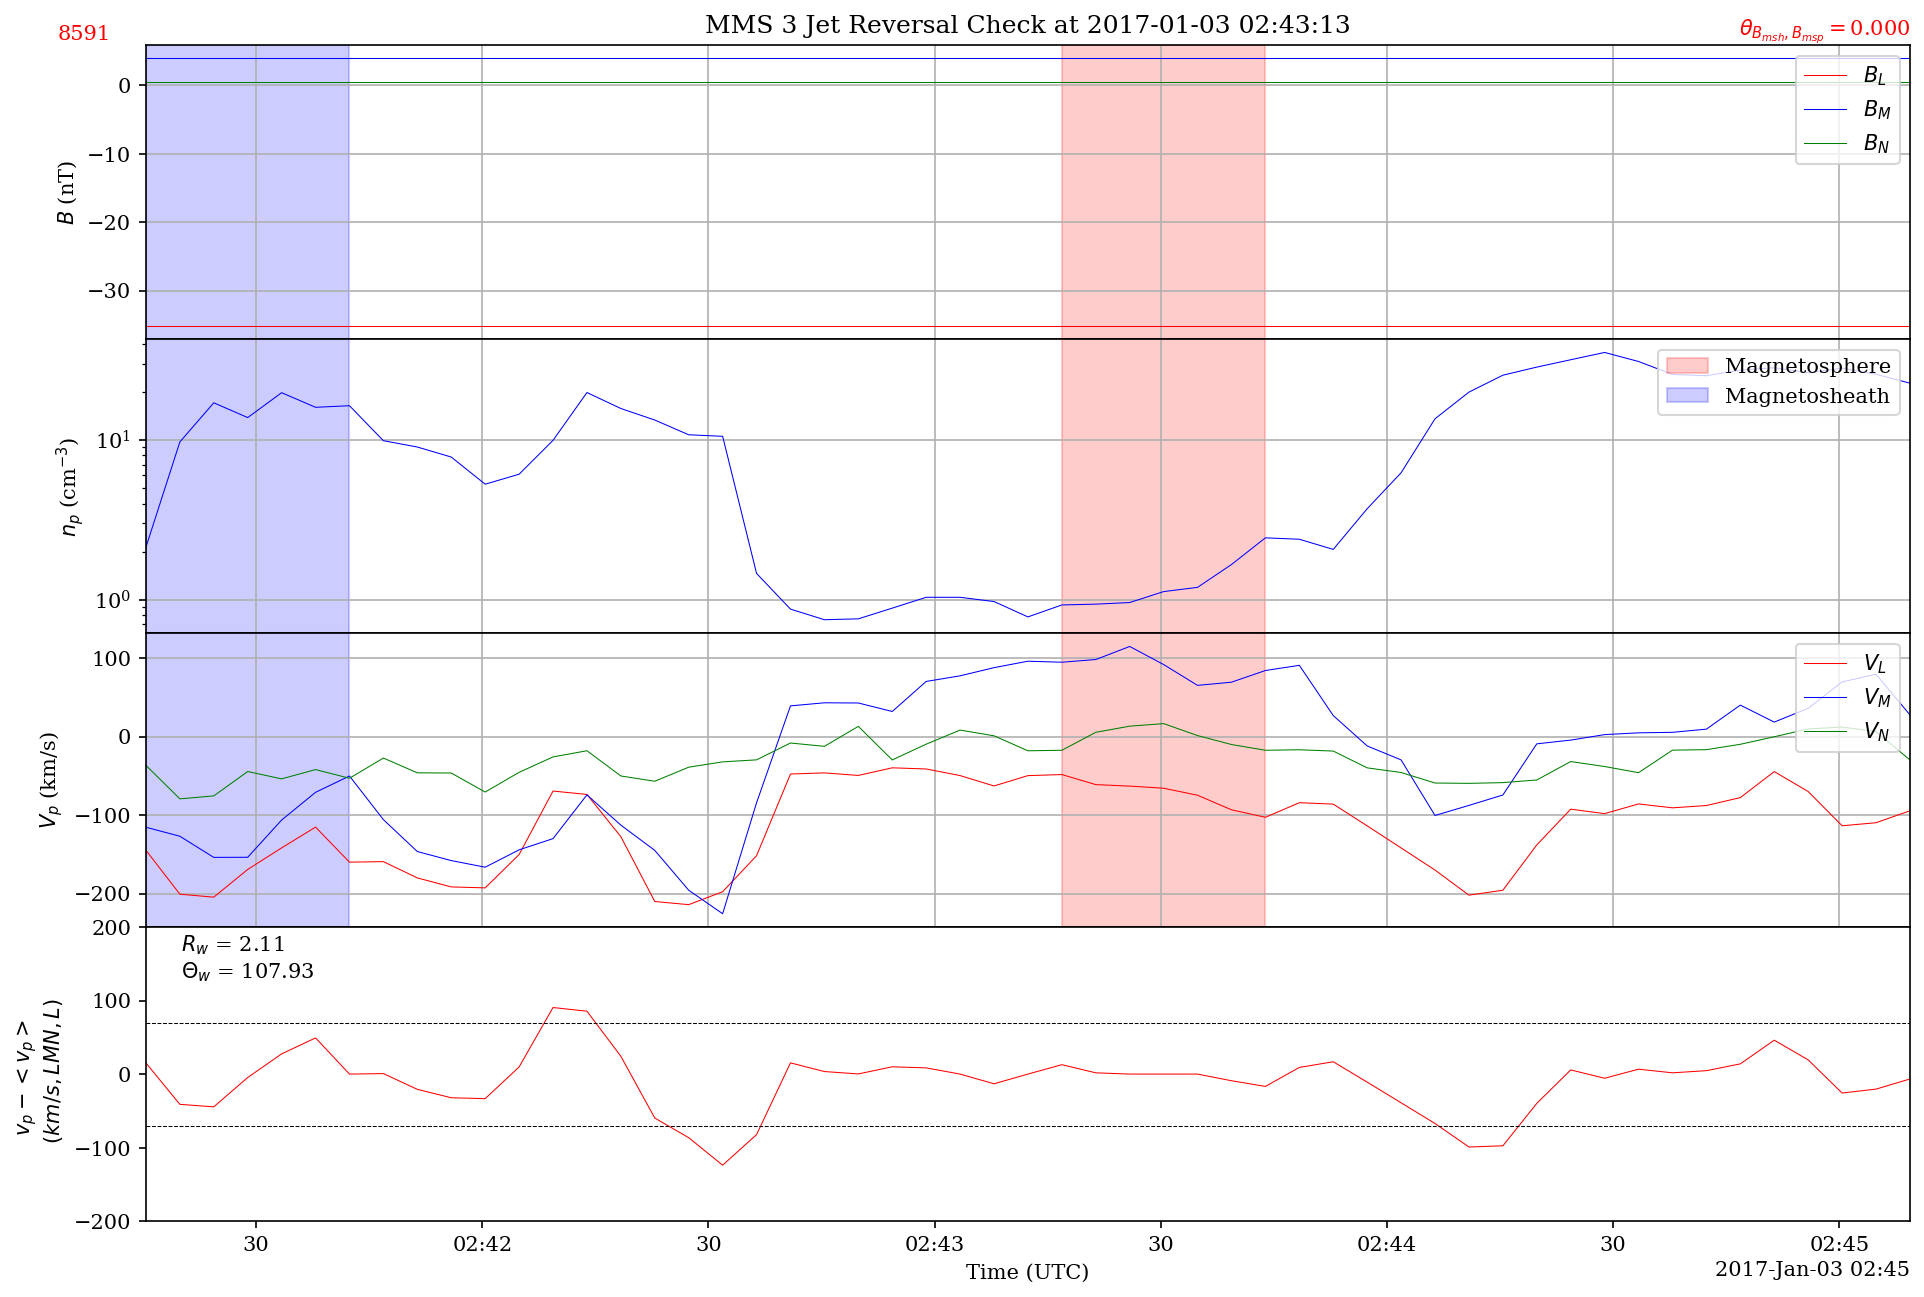 MMS 3 Jet Reversal Check at 2017-01-03 02:43:13
8591
θ_{B_{msh}, B_{msp}} = 0.000
B (nT)
0
−10
−20
−30
B_L
B_M
B_N
n_p (cm^{−3})
10^1
10^0
Magnetosphere
Magnetosheath
V_p (km/s)
100
0
−100
−200
V_L
V_M
V_N
v_p − < v_p >
(km/s, LMN, L)
200
100
0
−100
−200
R_w = 2.11
Θ_w = 107.93
30 02:42 30 02:43 30 02:44 30 02:45
Time (UTC)
2017-Jan-03 02:45